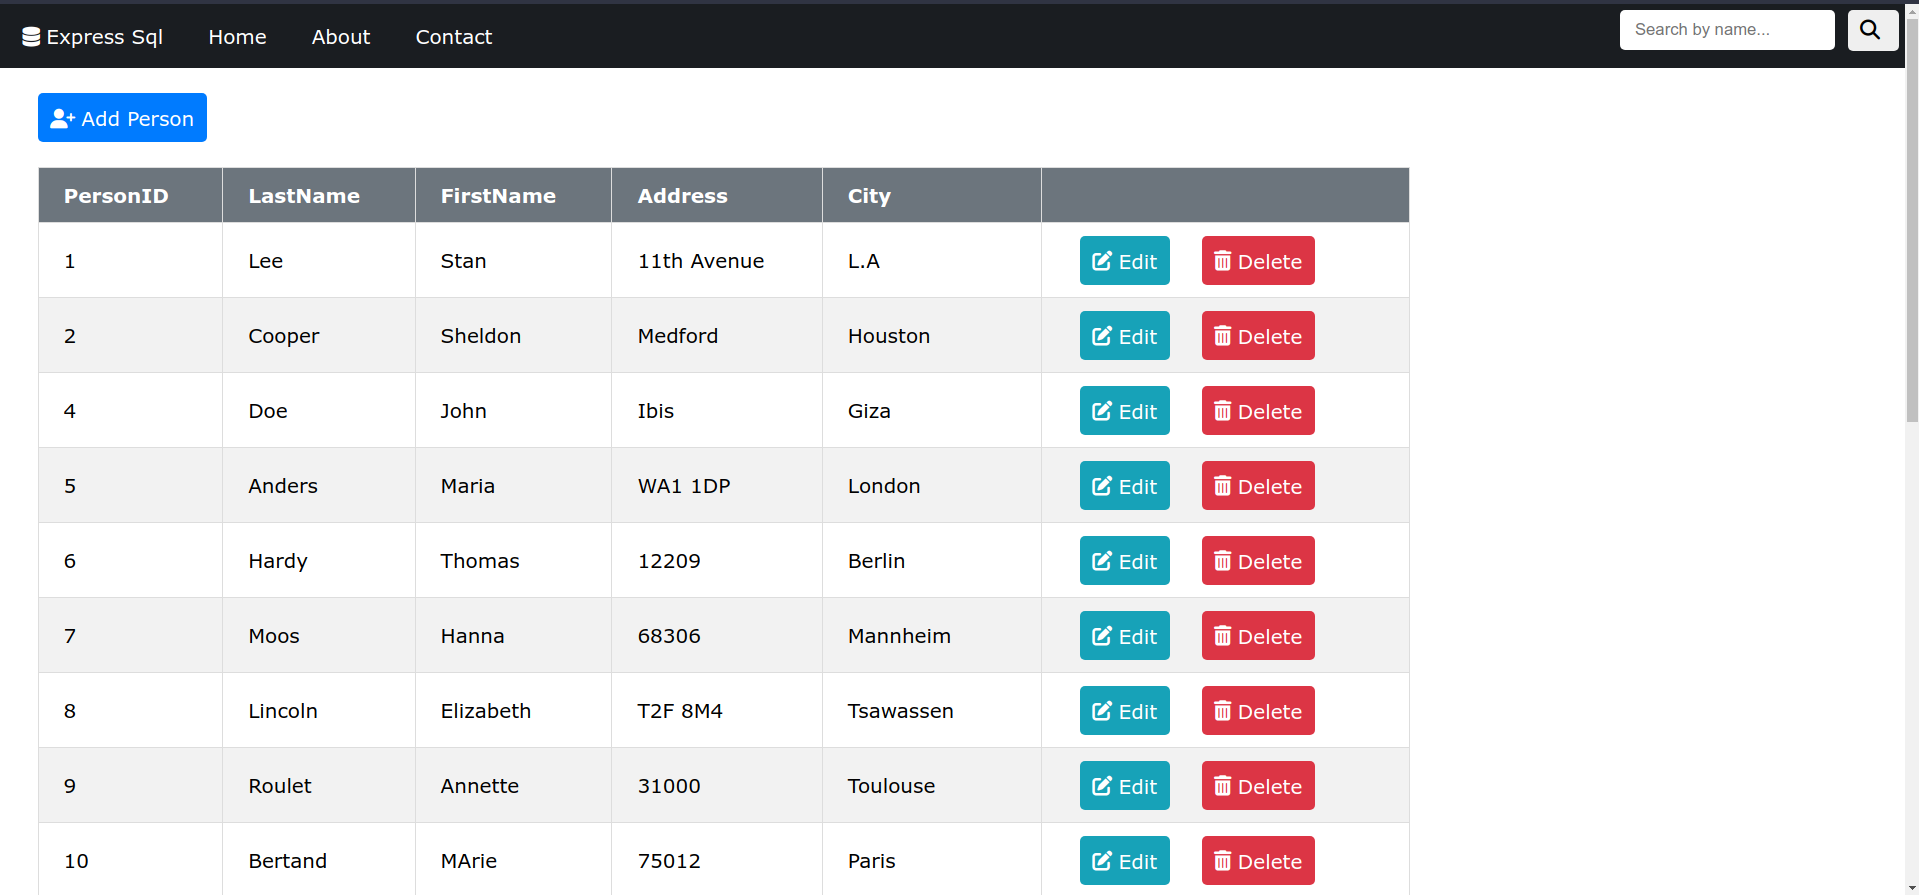 Express Sql Home About Contact Search by name...
Add Person
PersonID LastName FirstName Address City
1 Lee Stan 11th Avenue L.A Edit Delete
2 Cooper Sheldon Medford Houston Edit Delete
4 Doe John Ibis Giza Edit Delete
5 Anders Maria WA1 1DP London Edit Delete
6 Hardy Thomas 12209 Berlin Edit Delete
7 Moos Hanna 68306 Mannheim Edit Delete
8 Lincoln Elizabeth T2F 8M4 Tsawassen Edit Delete
9 Roulet Annette 31000 Toulouse Edit Delete
10 Bertand MArie 75012 Paris Edit Delete